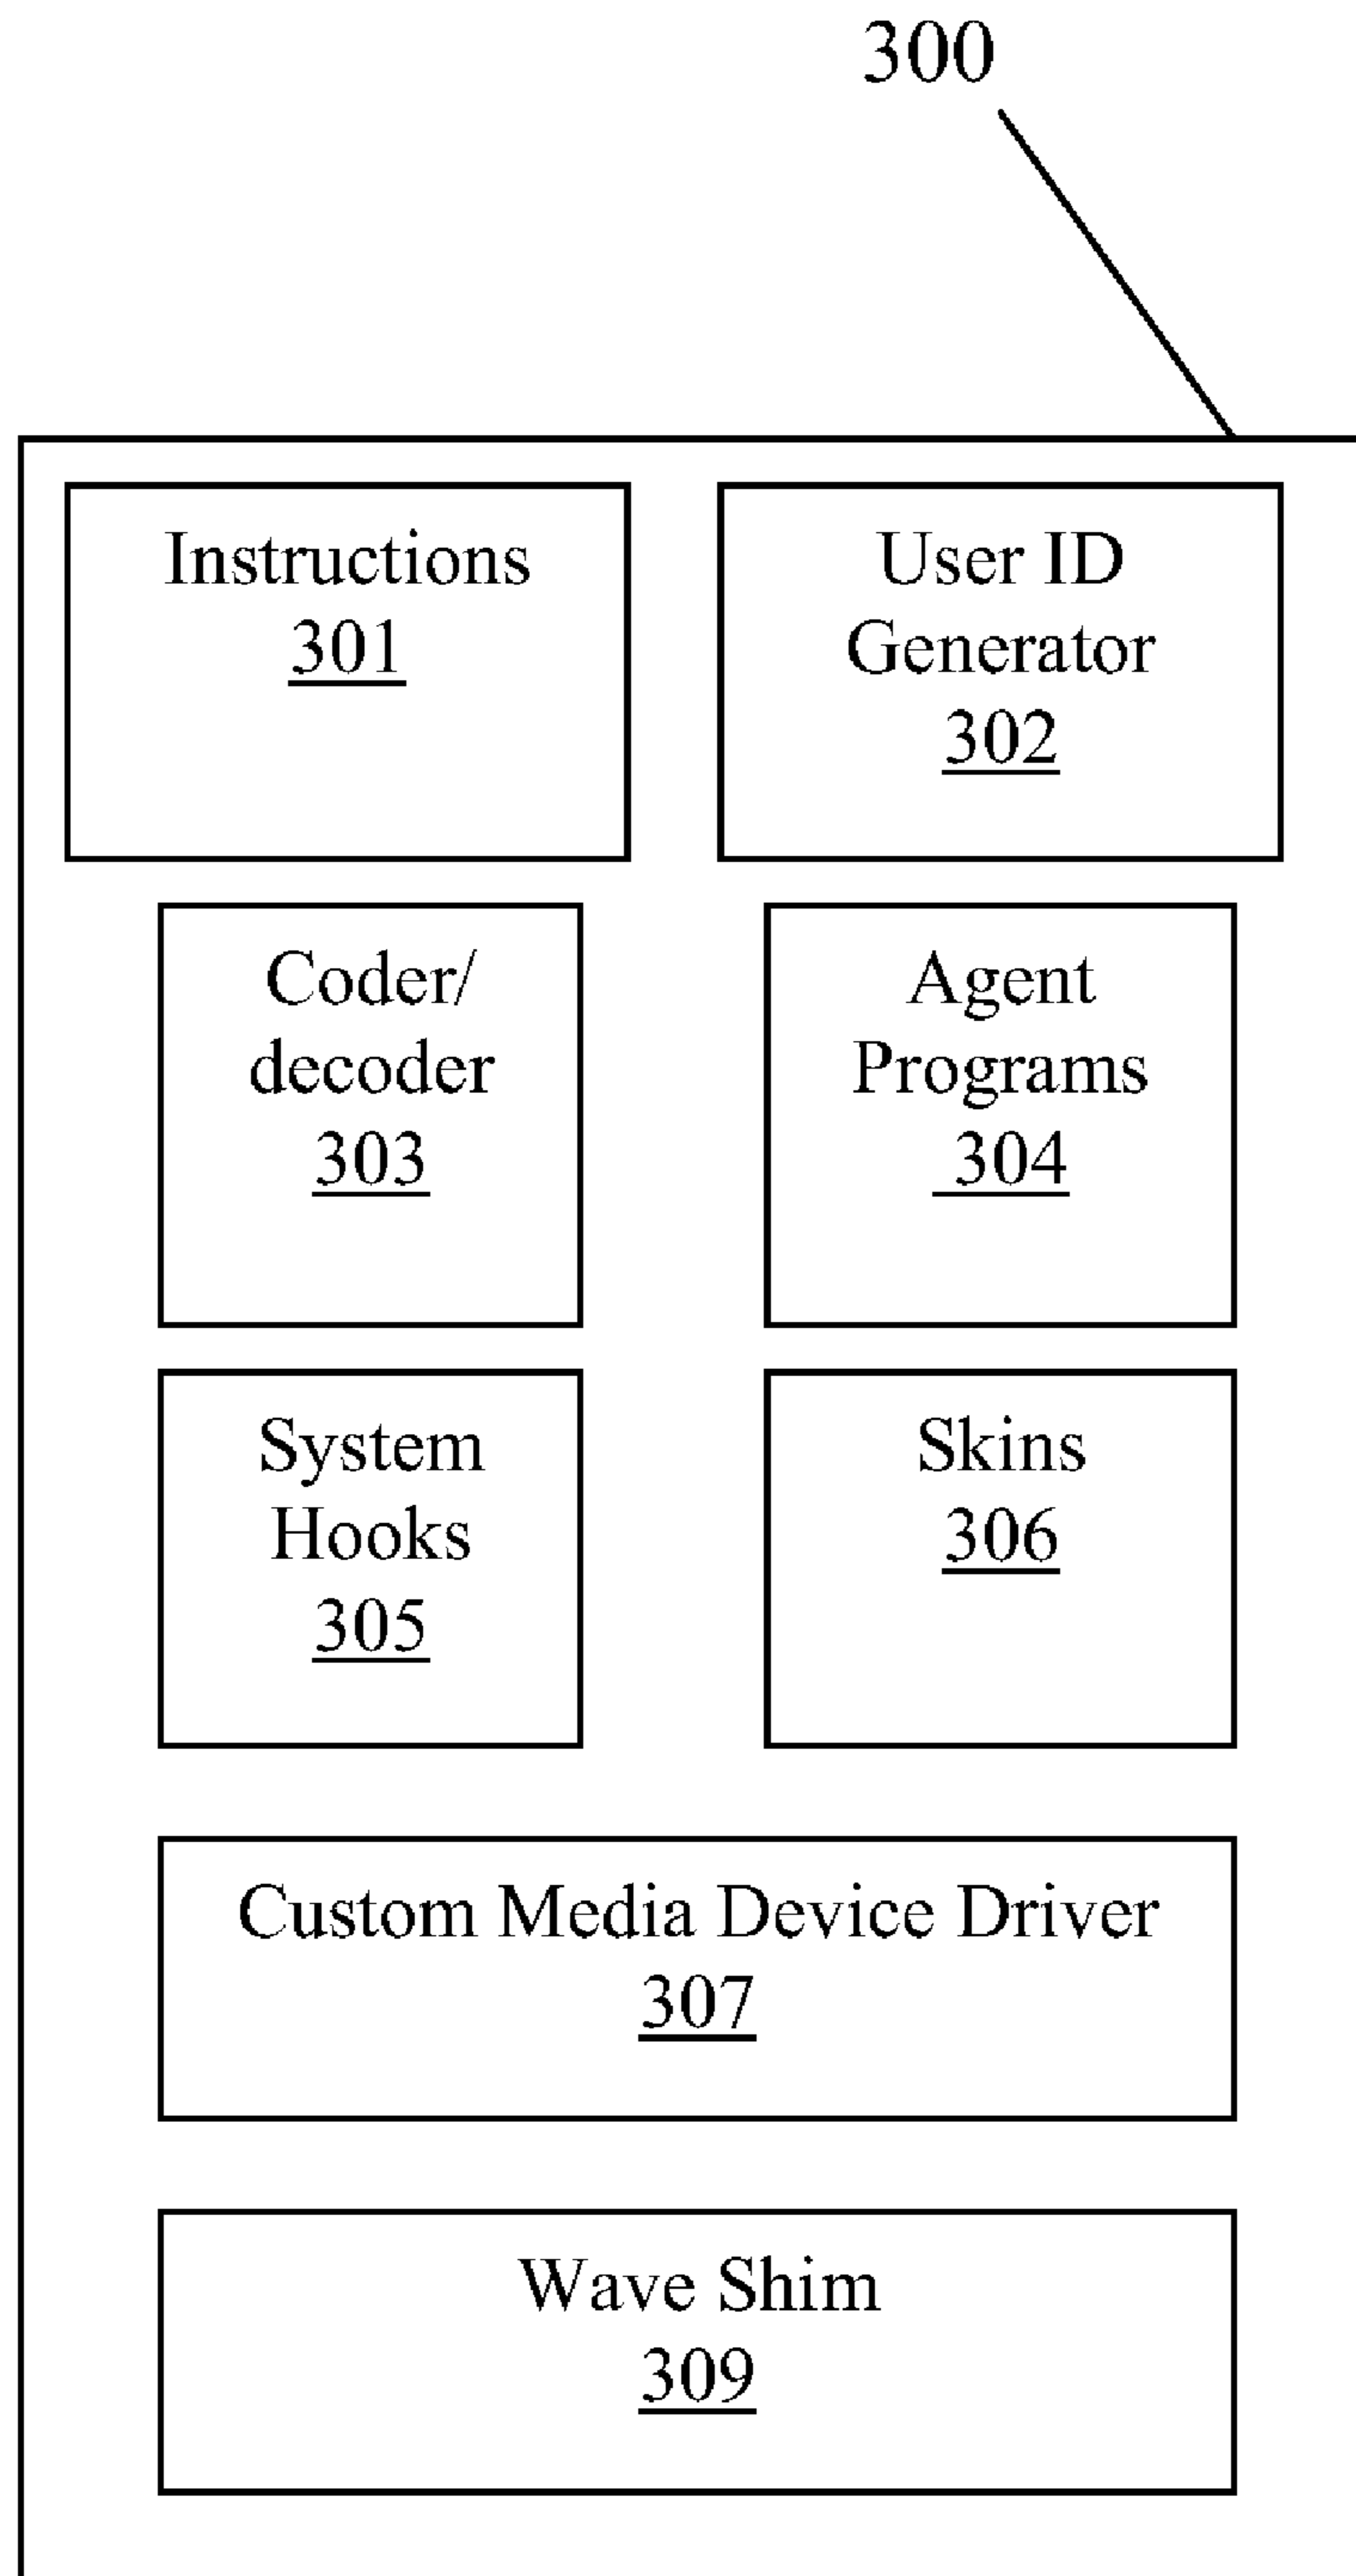 300
Instructions
301
User ID
Generator
302
Coder/
decoder
303
Agent
Programs
304
System
Hooks
305
Skins
306
Custom Media Device Driver
307
Wave Shim
309